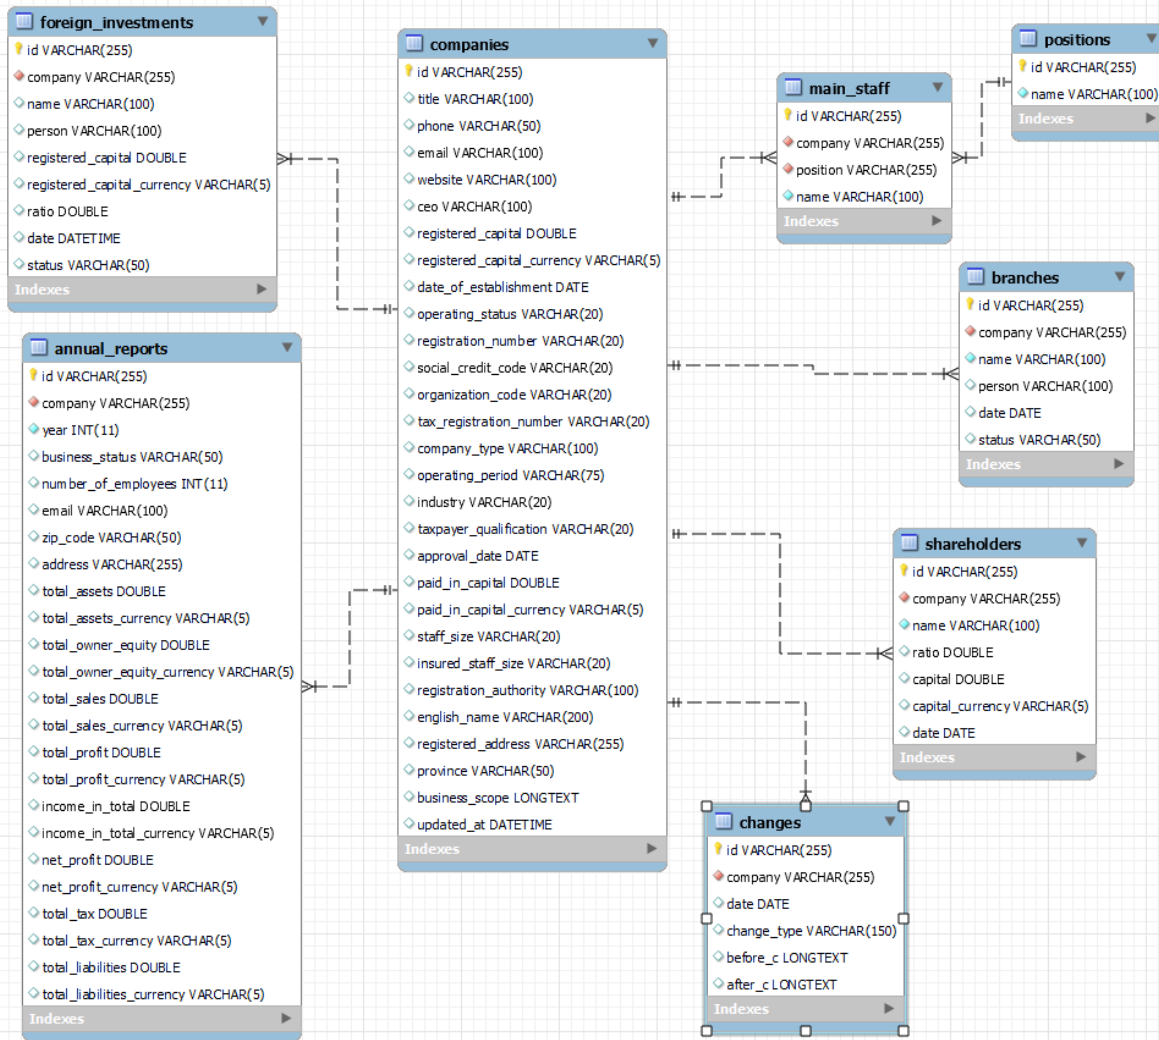 foreign_investments
id VARCHAR(255)
company VARCHAR(255)
name VARCHAR(100)
person VARCHAR(100)
registered_capital DOUBLE
registered_capital_currency VARCHAR(5)
ratio DOUBLE
date DATETIME
status VARCHAR(50)
Indexes
annual_reports
id VARCHAR(255)
company VARCHAR(255)
year INT(11)
business_status VARCHAR(50)
number_of_employees INT(11)
email VARCHAR(100)
zip_code VARCHAR(50)
address VARCHAR(255)
total_assets DOUBLE
total_assets_currency VARCHAR(5)
total_owner_equity DOUBLE
total_owner_equity_currency VARCHAR(5)
total_sales DOUBLE
total_sales_currency VARCHAR(5)
total_profit DOUBLE
total_profit_currency VARCHAR(5)
income_in_total DOUBLE
income_in_total_currency VARCHAR(5)
net_profit DOUBLE
net_profit_currency VARCHAR(5)
total_tax DOUBLE
total_tax_currency VARCHAR(5)
total_liabilities DOUBLE
total_liabilities_currency VARCHAR(5)
Indexes
companies
id VARCHAR(255)
title VARCHAR(100)
phone VARCHAR(50)
email VARCHAR(100)
website VARCHAR(100)
ceo VARCHAR(100)
registered_capital DOUBLE
registered_capital_currency VARCHAR(5)
date_of_establishment DATE
operating_status VARCHAR(20)
registration_number VARCHAR(20)
social_credit_code VARCHAR(20)
organization_code VARCHAR(20)
tax_registration_number VARCHAR(20)
company_type VARCHAR(100)
operating_period VARCHAR(75)
industry VARCHAR(20)
taxpayer_qualification VARCHAR(20)
approval_date DATE
paid_in_capital DOUBLE
paid_in_capital_currency VARCHAR(5)
staff_size VARCHAR(20)
insured_staff_size VARCHAR(20)
registration_authority VARCHAR(100)
english_name VARCHAR(200)
registered_address VARCHAR(255)
province VARCHAR(50)
business_scope LONGTEXT
updated_at DATETIME
Indexes
main_staff
id VARCHAR(255)
company VARCHAR(255)
position VARCHAR(255)
name VARCHAR(100)
Indexes
positions
id VARCHAR(255)
name VARCHAR(100)
Indexes
branches
id VARCHAR(255)
company VARCHAR(255)
name VARCHAR(100)
person VARCHAR(100)
date DATE
status VARCHAR(50)
Indexes
shareholders
id VARCHAR(255)
company VARCHAR(255)
name VARCHAR(100)
ratio DOUBLE
capital DOUBLE
capital_currency VARCHAR(5)
date DATE
Indexes
changes
id VARCHAR(255)
company VARCHAR(255)
date DATE
change_type VARCHAR(150)
before_c LONGTEXT
after_c LONGTEXT
Indexes